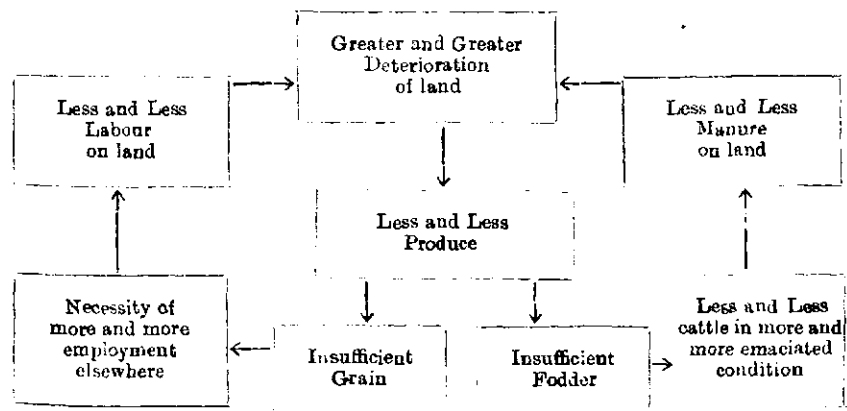 Greater and Greater
Deterioration
of land
Less and Less
Labour
on land
Less and Less
Manure
on land
Less and Less
Produce
Necessity of
more and more
employment
elsewhere
Insufficient
Grain
Insufficient
Fodder
Less and Less
cattle in more and
more emaciated
condition